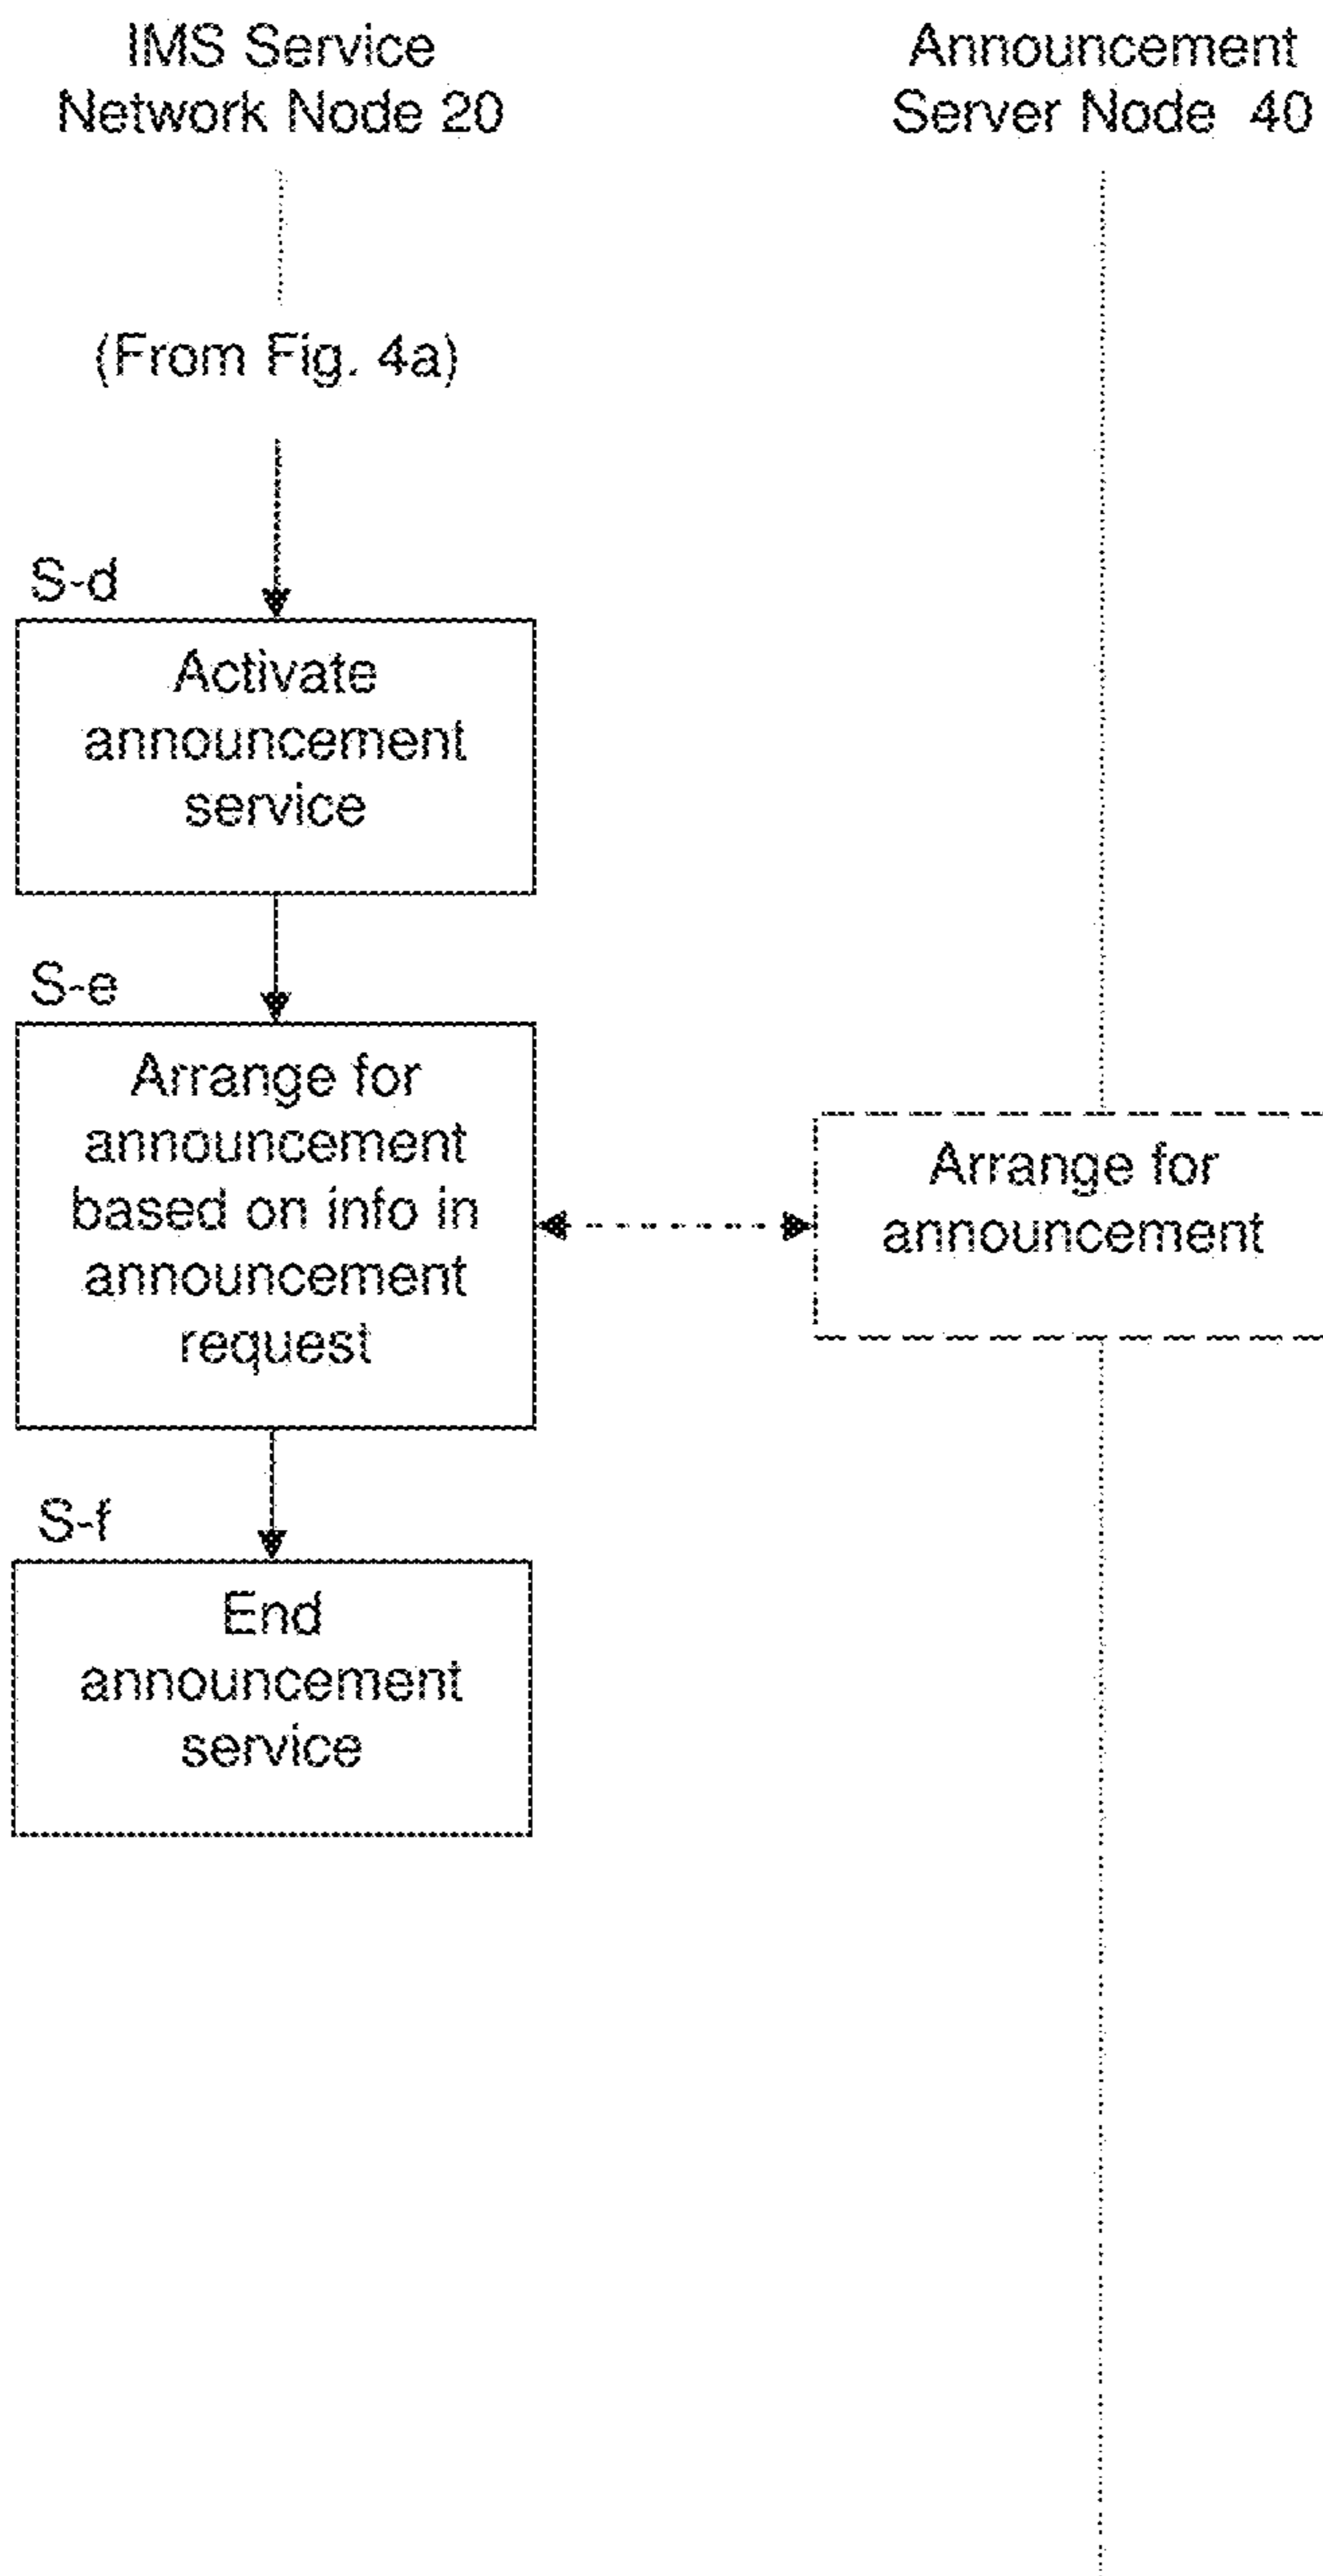 IMS Service
Network Node 20
Announcement
Server Node 40
(From Fig. 4a)
S-d
Activate
announcement
service
S-e
Arrange for
announcement
based on info in
announcement
request
Arrange for
announcement
S-f
End
announcement
service